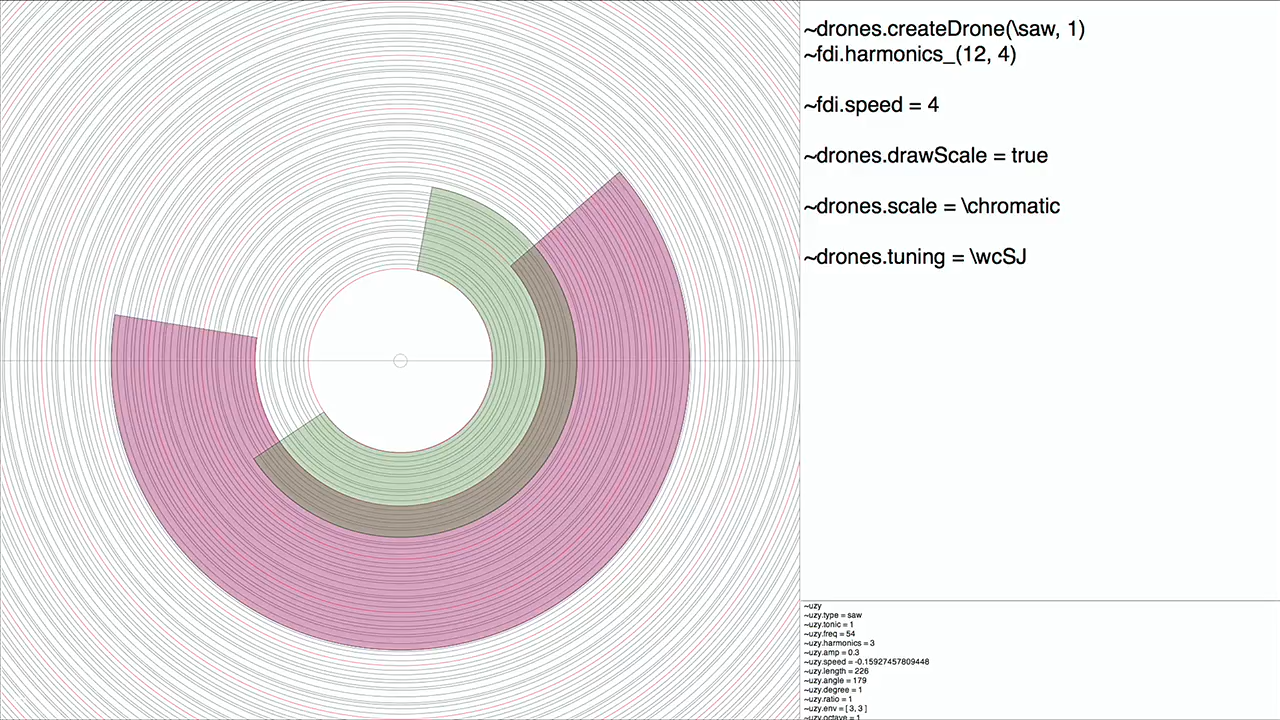 ~drones.createDrone(\saw, 1)
~fdi.harmonics_(12, 4)
~fdi.speed = 4
~drones.drawScale = true
~drones.scale = \chromatic
~drones.tuning = \wcSJ
~uzy
~uzy.type = saw
~uzy.tonic = 1
~uzy.freq = 54
~uzy.harmonics = 3
~uzy.amp = 0.3
~uzy.speed = -0.15927457809448
~uzy.length = 226
~uzy.angle = 179
~uzy.degree = 1
~uzy.ratio = 1
~uzy.env = [ 3, 3 ]
~uzy.octave = 1